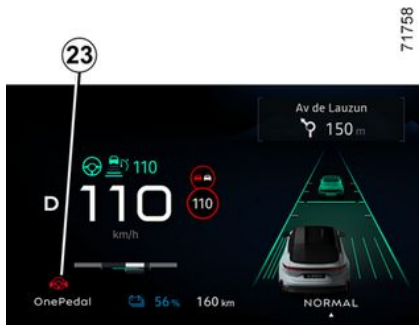 71758
23
Av de Lauzun
150 m
110
D
110
km/h
110
OnePedal
56%
160 km
NORMAL